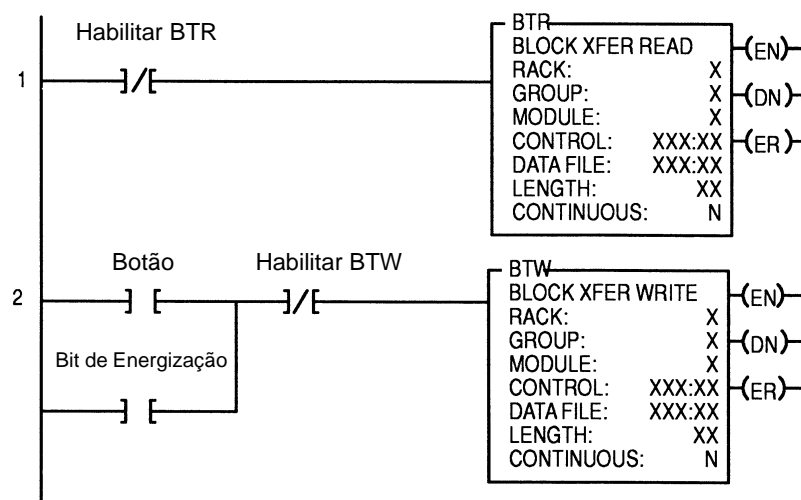 Habilitar BTR
1
BTR
BLOCK XFER READ
RACK: X
GROUP: X
MODULE: X
CONTROL: XXX:XX
DATA FILE: XXX:XX
LENGTH: XX
CONTINUOUS: N
(EN)
(DN)
(ER)
Botão
Habilitar BTW
2
Bit de Energização
BTW
BLOCK XFER WRITE
RACK: X
GROUP: X
MODULE: X
CONTROL: XXX:XX
DATA FILE: XXX:XX
LENGTH: XX
CONTINUOUS: N
(EN)
(DN)
(ER)